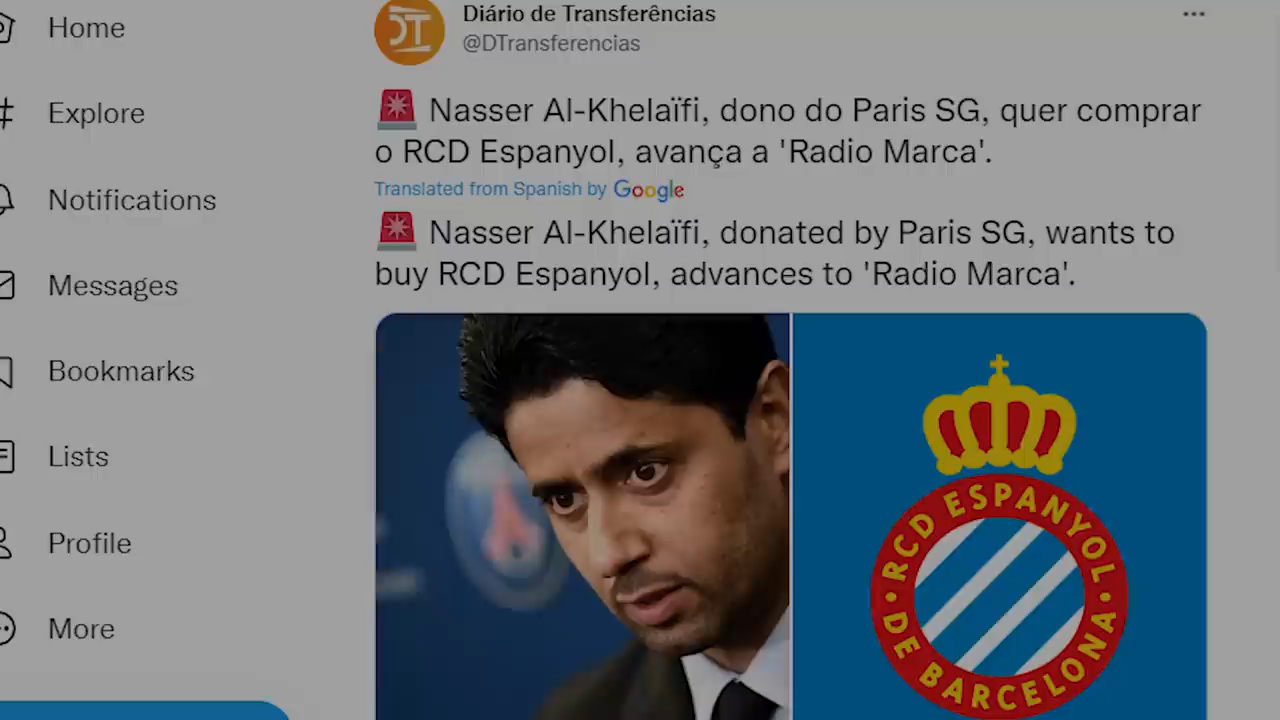 Home
Explore
Notifications
Messages
Bookmarks
Lists
Profile
More
Diário de Transferências
@DTransferencias
Nasser Al-Khelaïfi, dono do Paris SG, quer comprar
o RCD Espanyol, avança a 'Radio Marca'.
Translated from Spanish by Google
Nasser Al-Khelaïfi, donated by Paris SG, wants to
buy RCD Espanyol, advances to 'Radio Marca'.
DT
RCD ESPANYOL
DE BARCELONA